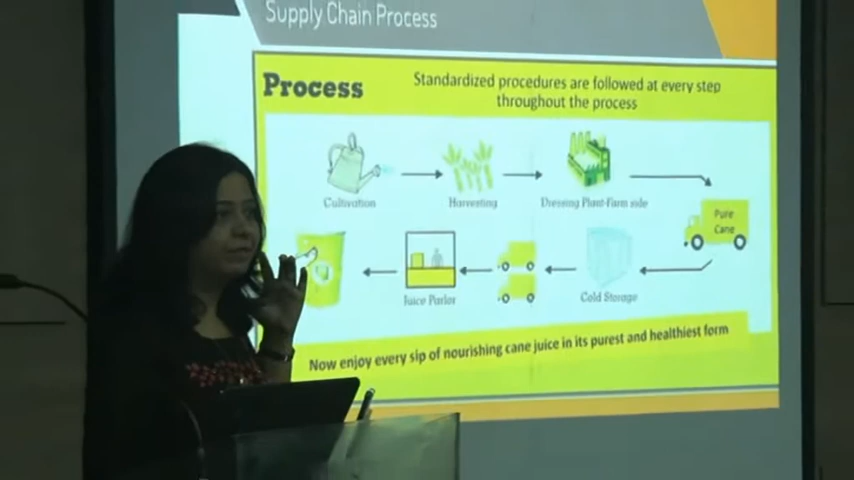 Supply Chain Process
Process
Standardized procedures are followed at every step
throughout the process
Cultivation
Harvesting
Dressing Plant-Farm side
Pure
Cane
Juice Parlor
Cold Storage
Now enjoy every sip of nourishing cane juice in its purest and healthiest form